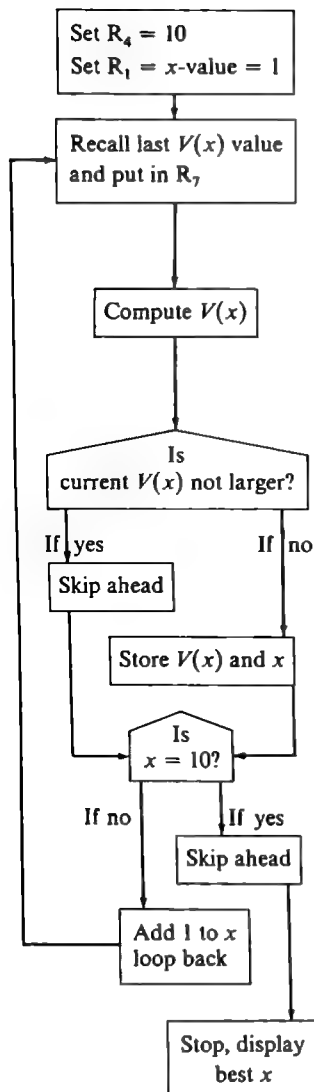 Set R₄ = 10
Set R₁ = x-value = 1
Recall last V(x) value
and put in R₇
Compute V(x)
Is
current V(x) not larger?
If yes
If no
Skip ahead
Store V(x) and x
Is
x = 10?
If no
If yes
Skip ahead
Add 1 to x
loop back
Stop, display
best x